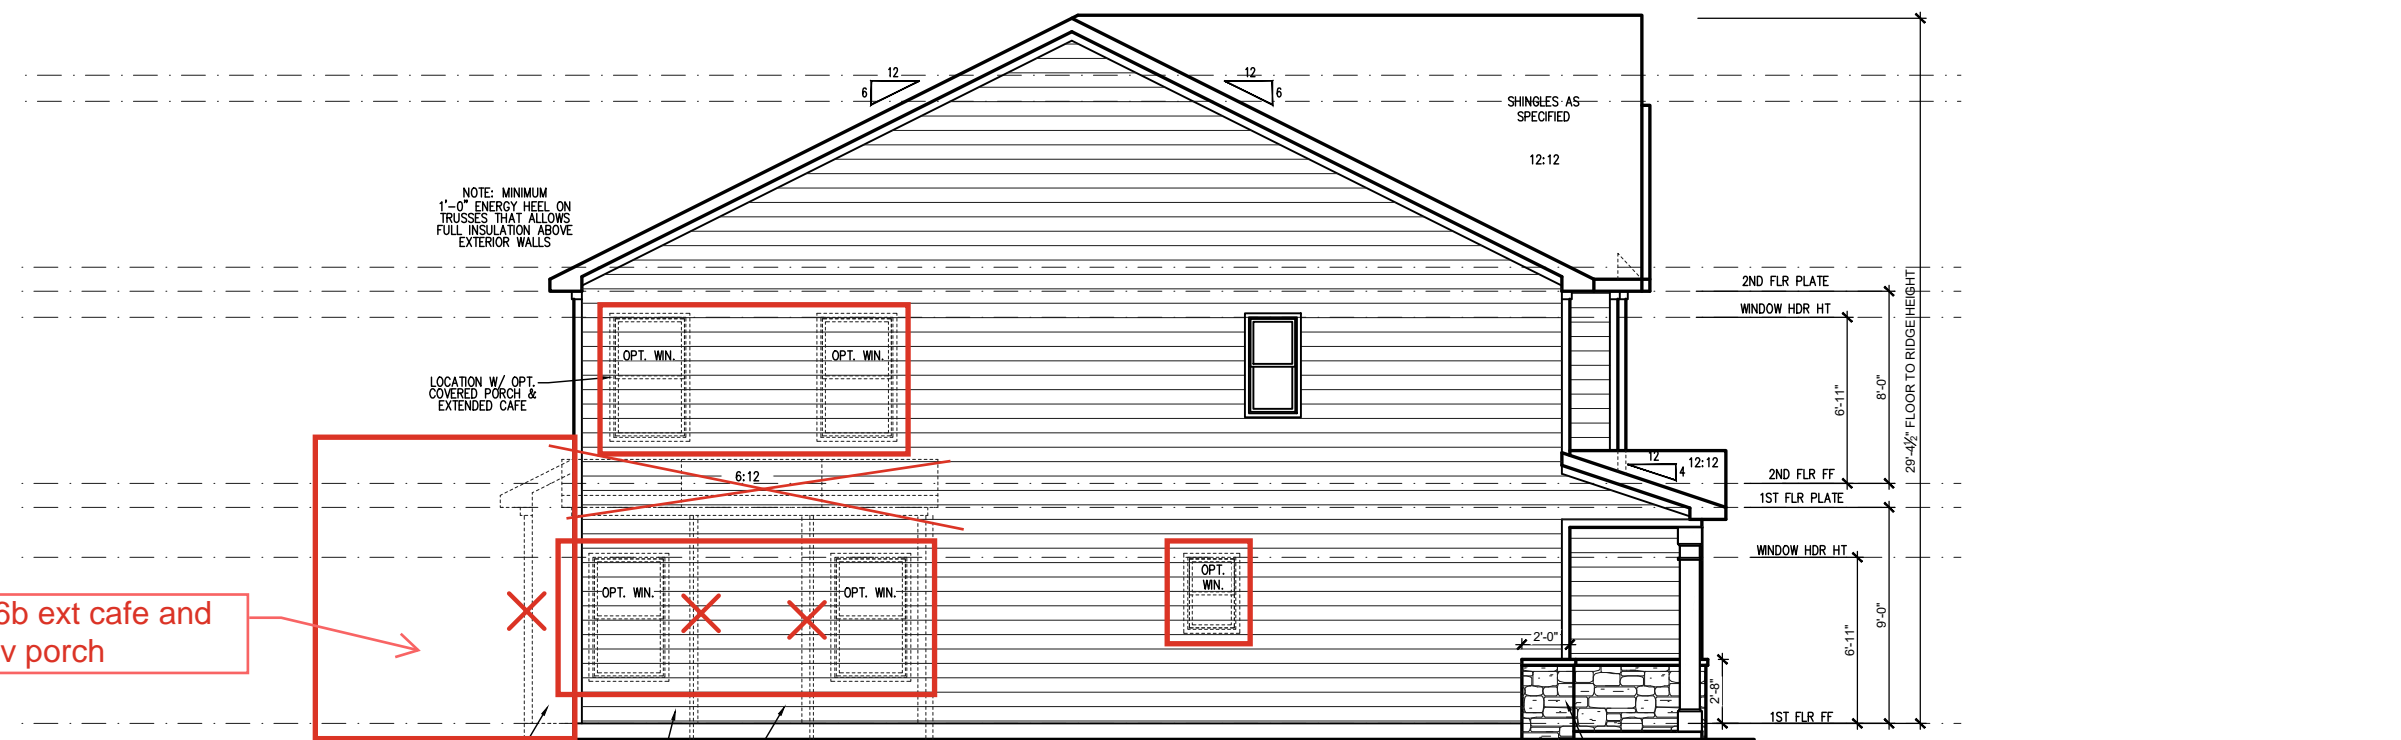 12
6
12
6
SHINGLES AS
SPECIFIED
12:12
NOTE: MINIMUM
1'-0" ENERGY HEEL ON
TRUSSES THAT ALLOWS
FULL INSULATION ABOVE
EXTERIOR WALLS
2ND FLR PLATE
WINDOW HDR HT
29'-4½" FLOOR TO RIDGE HEIGHT
OPT. WIN.
OPT. WIN.
LOCATION W/ OPT.
COVERED PORCH &
EXTENDED CAFE
6'-11"
8'-0"
6:12
12
4
12:12
2ND FLR FF
1ST FLR PLATE
WINDOW HDR HT
OPT. WIN.
OPT. WIN.
OPT.
WIN.
6b ext cafe and
v porch
2'-0"
6'-11"
9'-0"
2'-8"
1ST FLR FF